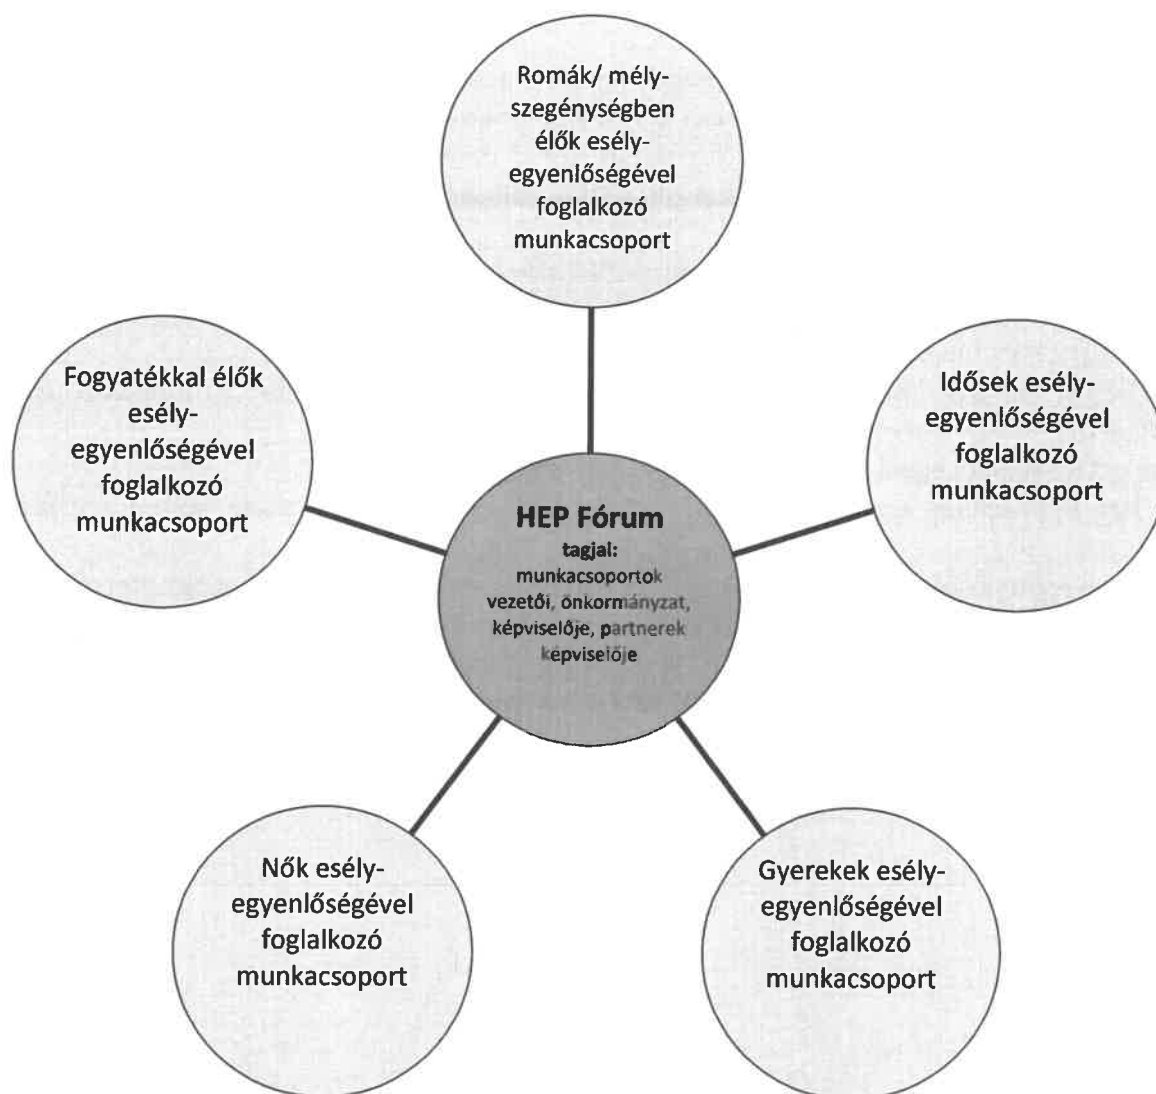 Romák/ mély-
szegénységben
élők esély-
egyenlőségével
foglalkozó
munkacsoport
Fogyatékkal élők
esély-
egyenlőségével
foglalkozó
munkacsoport
Idősek esély-
egyenlőségével
foglalkozó
munkacsoport
HEP Fórum
tagjai:
munkacsoportok
vezetői, önkormányzat,
képviselője, partnerek
képviselője
Nők esély-
egyenlőségével
foglalkozó
munkacsoport
Gyerekek esély-
egyenlőségével
foglalkozó
munkacsoport